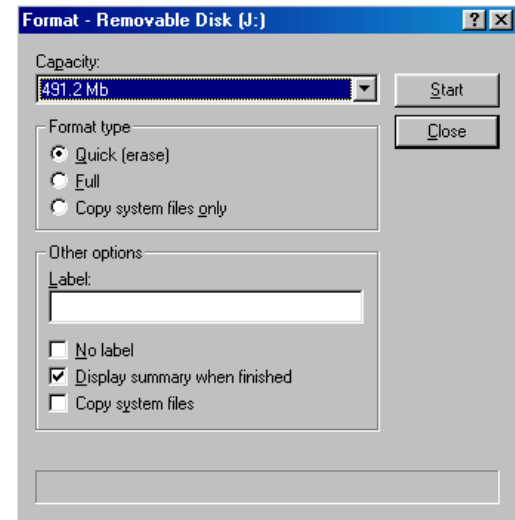 Format - Removable Disk (J:)
Capacity:
491.2 Mb
Start
Close
Format type
Quick (erase)
Full
Copy system files only
Other options
Label:
No label
Display summary when finished
Copy system files